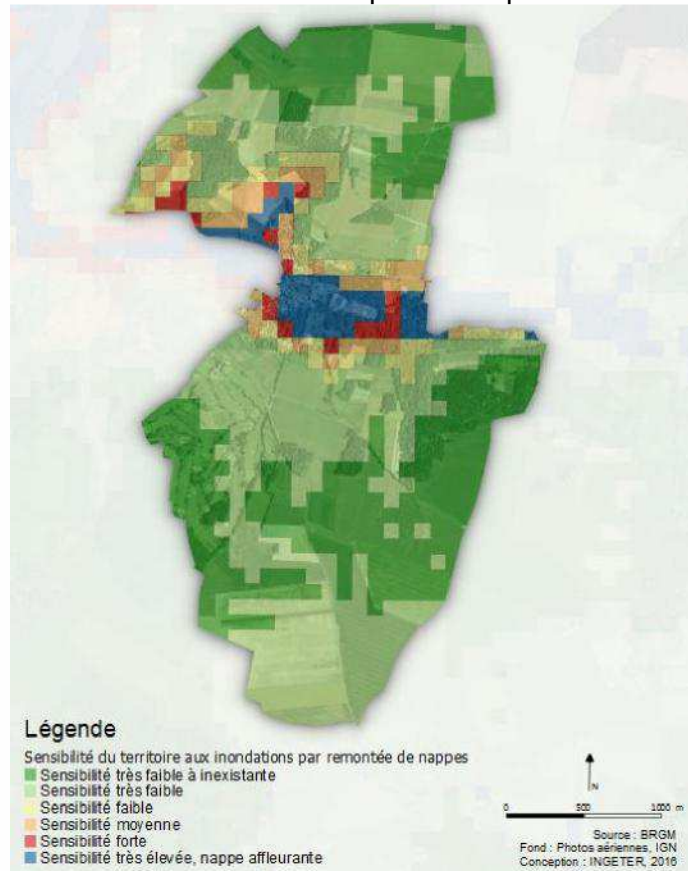 Légende
Sensibilité du territoire aux inondations par remontée de nappes
Sensibilité très faible à inexistante
Sensibilité très faible
Sensibilité faible
Sensibilité moyenne
Sensibilité forte
Sensibilité très élevée, nappe affleurante
N
0 500 1000 m
Source : BRGM
Fond : Photos aériennes, IGN
Conception : INGETER, 2016